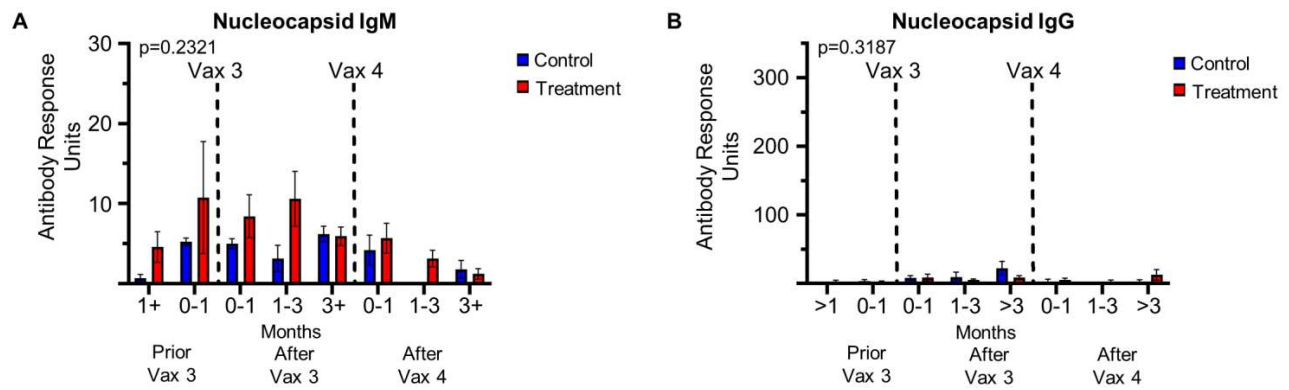 A
Nucleocapsid IgM
30
20
10
Antibody Response
Units
p=0.2321
Vax 3
Vax 4
Control
Treatment
1+ 0-1 0-1 1-3 3+ 0-1 1-3 3+
Months
Prior
Vax 3
After
Vax 3
After
Vax 4
B
Nucleocapsid IgG
300
200
100
Antibody Response
Units
p=0.3187
Vax 3
Vax 4
Control
Treatment
>1 0-1 0-1 1-3 >3 0-1 1-3 >3
Months
Prior
Vax 3
After
Vax 3
After
Vax 4